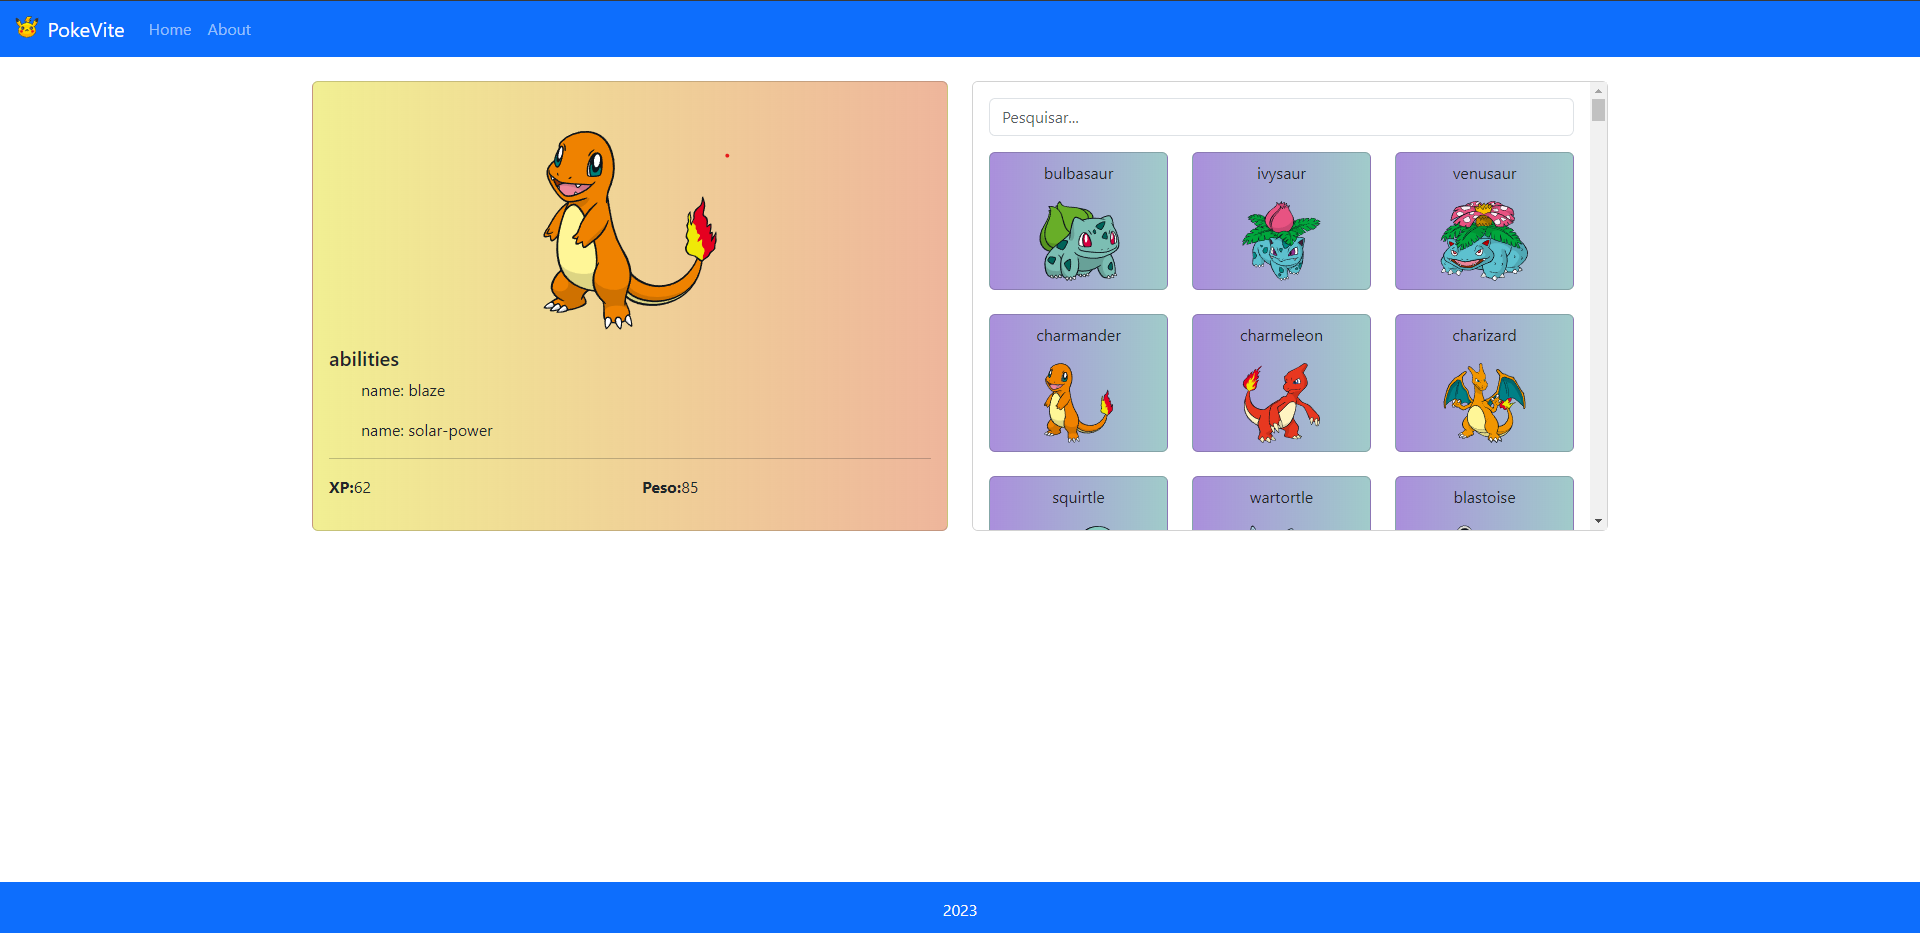 PokeVite Home About
abilities
name: blaze
name: solar-power
XP:62 Peso:85
Pesquisar...
bulbasaur ivysaur venusaur
charmander charmeleon charizard
squirtle wartortle blastoise
2023